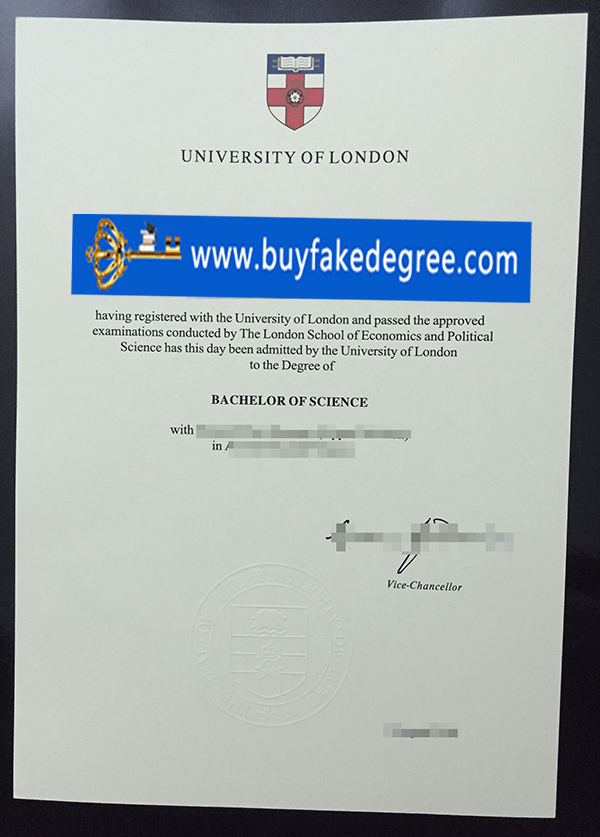 UNIVERSITY OF LONDON
www.buyfakedegree.com
having registered with the University of London and passed the approved
examinations conducted by The London School of Economics and Political
Science has this day been admitted by the University of London
to the Degree of
BACHELOR OF SCIENCE
with
in
Vice-Chancellor